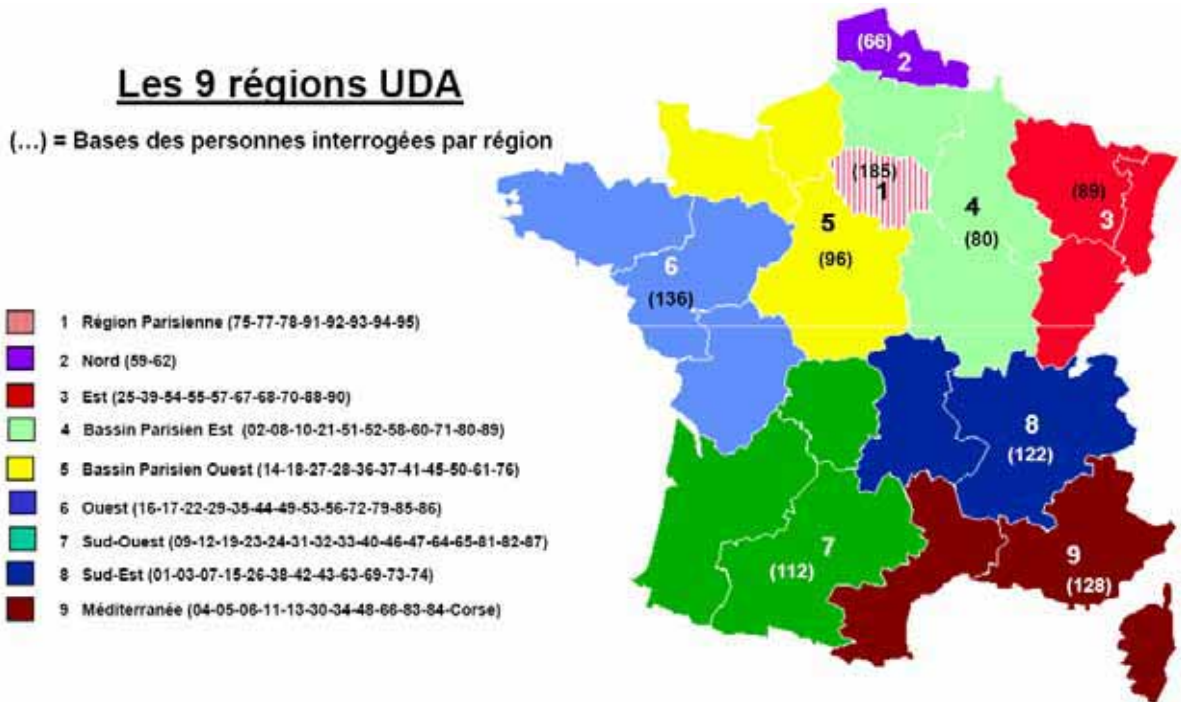 Les 9 régions UDA
(...) = Bases des personnes interrogées par région
1 Région Parisienne (75-77-78-91-92-93-94-95)
2 Nord (59-62)
3 Est (25-39-54-55-57-67-68-70-88-90)
4 Bassin Parisien Est (02-08-10-21-51-52-58-60-71-80-89)
5 Bassin Parisien Ouest (14-18-27-28-36-37-41-45-50-61-76)
6 Ouest (16-17-22-29-35-44-49-53-56-72-79-85-86)
7 Sud-Ouest (09-12-19-23-24-31-32-33-40-46-47-64-65-81-82-87)
8 Sud-Est (01-03-07-15-26-38-42-43-63-69-73-74)
9 Méditerranée (04-05-06-11-13-30-34-48-66-83-84-Corse)
(66)
2
(185)
1
(89)
3
4
(80)
5
(96)
6
(136)
8
(122)
7
(112)
9
(128)